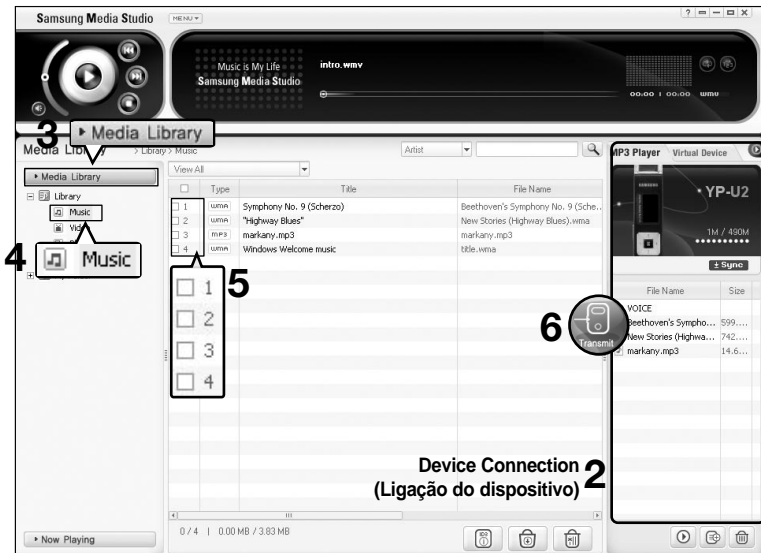 Samsung Media Studio MENU
Music is My Life
Samsung Media Studio
intro.wmv
00:00 | 00:00 wmv
3 Media Library
Media Library > Library > Music
Artist
MP3 Player Virtual Device
Media Library
View All
Library
Type Title File Name
Music
1 wma Symphony No. 9 (Scherzo) Beethoven's Symphony No. 9 (Sche..
2 wma "Highway Blues" New Stories (Highway Blues).wma
3 mp3 markany.mp3 markany.mp3
4 wma Windows Welcome music title.wma
SAMSUNG
YP-U2
1M / 490M
Sync
4 Music
5
1
2
3
4
File Name Size
VOICE
Beethoven's Sympho... 599....
New Stories (Highwa... 742....
markany.mp3 14.6...
6 Transmit
Device Connection
(Ligação do dispositivo) 2
0 / 4 | 0.00 MB / 3.83 MB
Now Playing